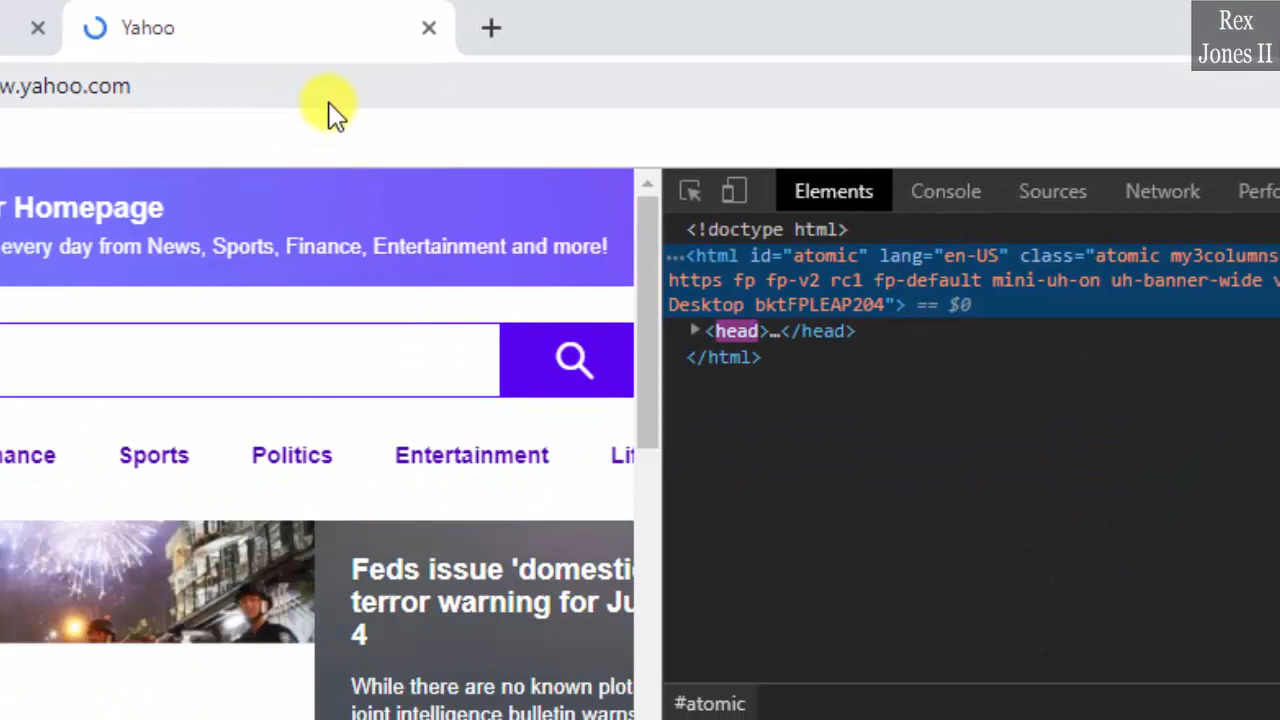 Rex
Jones II
Yahoo
w.yahoo.com
r Homepage
every day from News, Sports, Finance, Entertainment and more!
Elements Console Sources Network Perfo
<!doctype html>
…<html id="atomic" lang="en-US" class="atomic my3columns
https fp fp-v2 rc1 fp-default mini-uh-on uh-banner-wide v
Desktop bktFPLEAP204"> == $0
<head>…</head>
</html>
nance Sports Politics Entertainment Lif
Feds issue 'domestic
terror warning for Ju
4
While there are no known plot
joint intelligence bulletin warns
#atomic